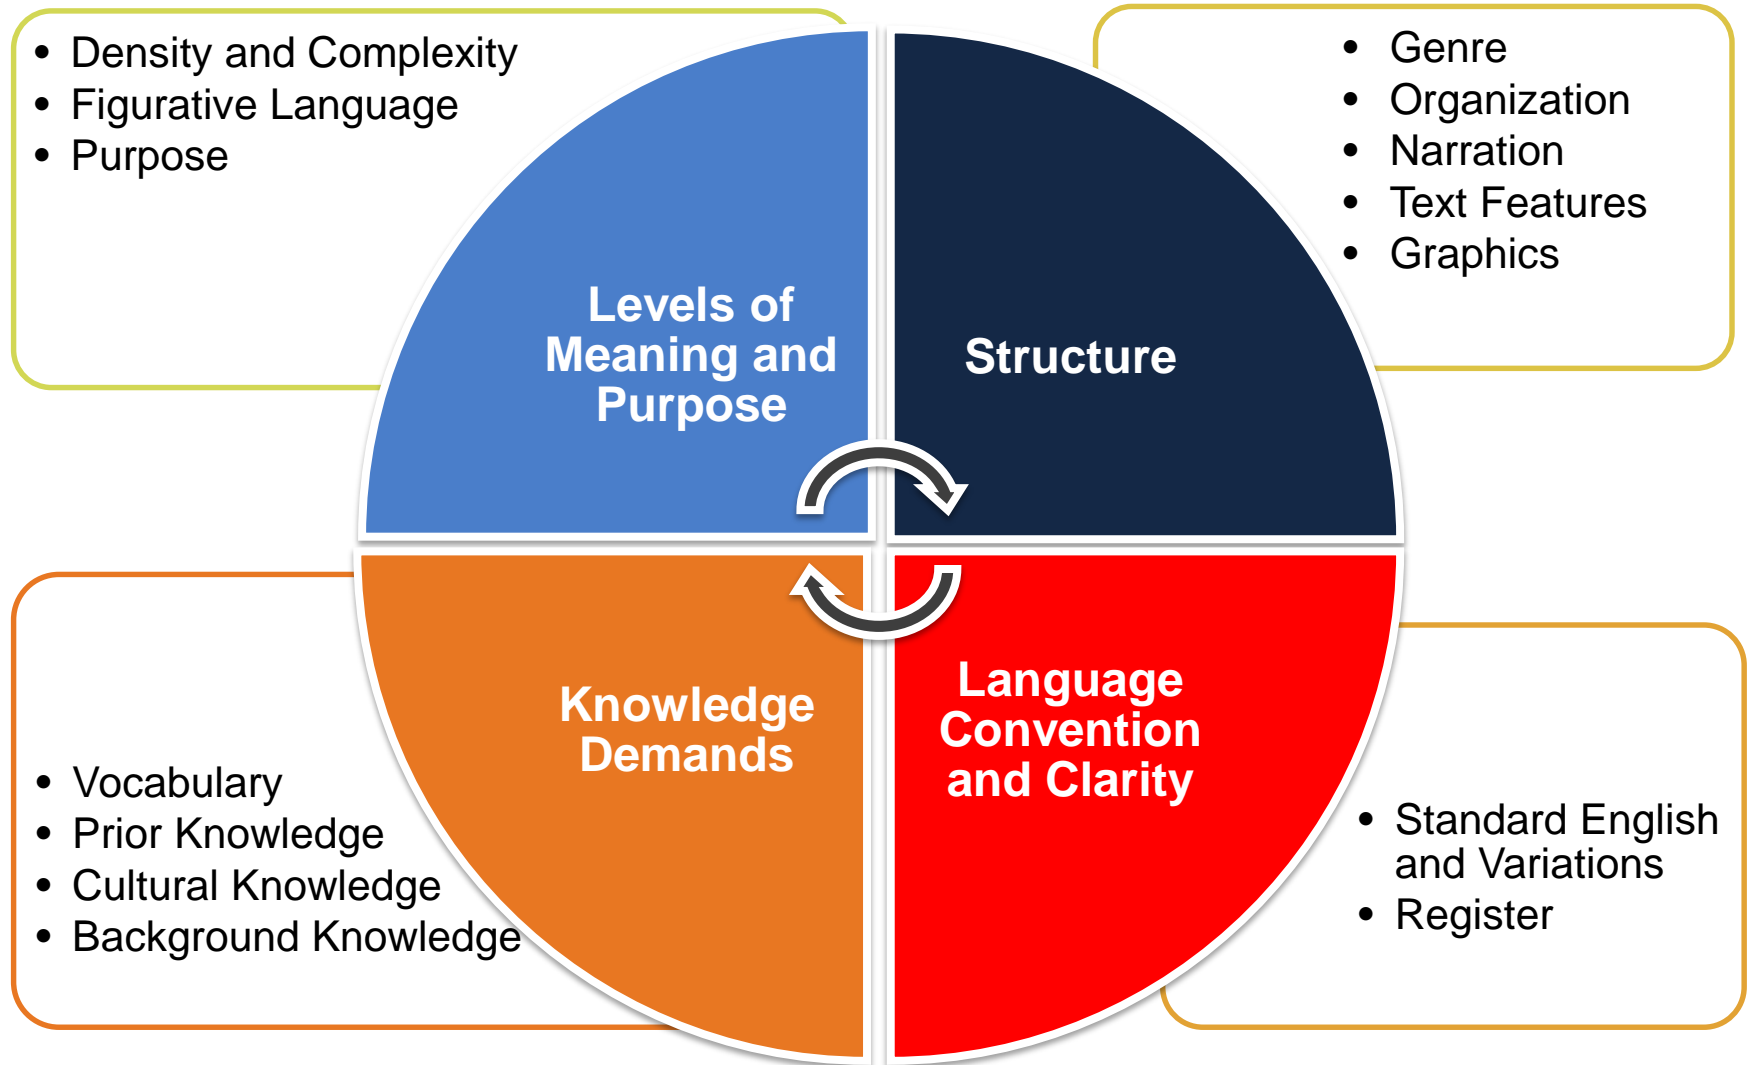 • Density and Complexity
• Figurative Language
• Purpose
Levels of
Meaning and
Purpose
• Genre
• Organization
• Narration
• Text Features
• Graphics
Structure
• Vocabulary
• Prior Knowledge
• Cultural Knowledge
• Background Knowledge
Knowledge
Demands
Language
Convention
and Clarity
• Standard English
and Variations
• Register